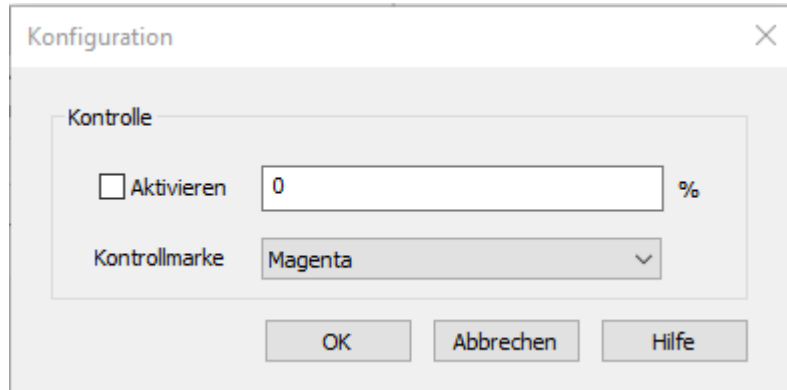 Konfiguration
Kontrolle
Aktivieren 0 %
Kontrollmarke Magenta
OK Abbrechen Hilfe